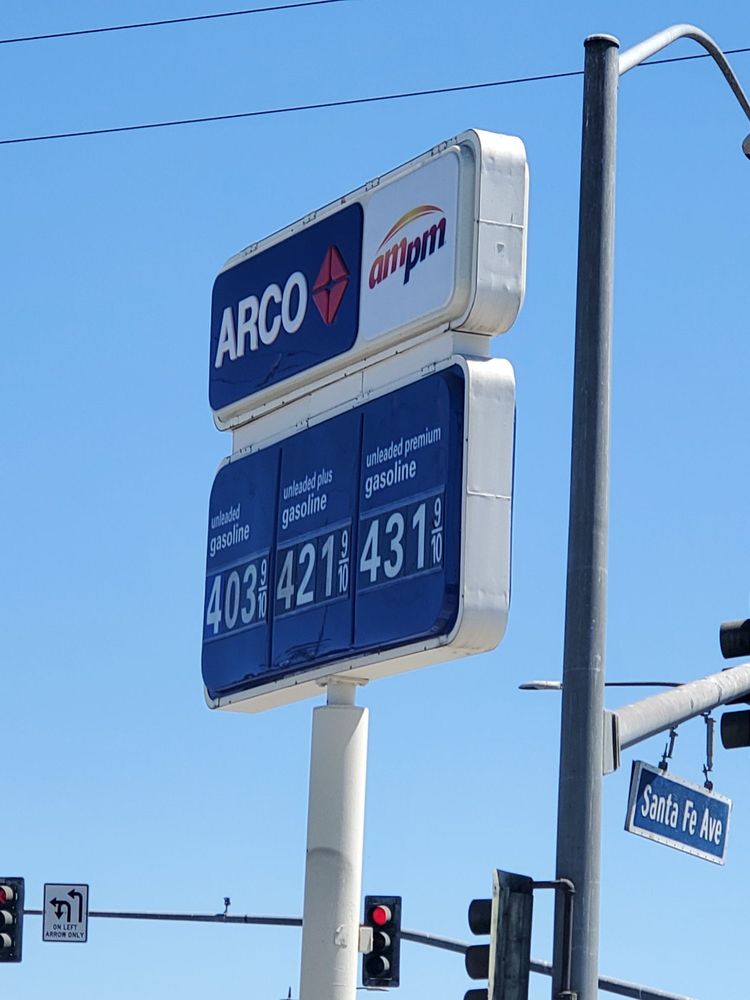 ARCO
ampm
unleaded
gasoline
403 9/10
unleaded plus
gasoline
421 9/10
unleaded premium
gasoline
431 9/10
Santa Fe Ave
ON LEFT
ARROW ONLY